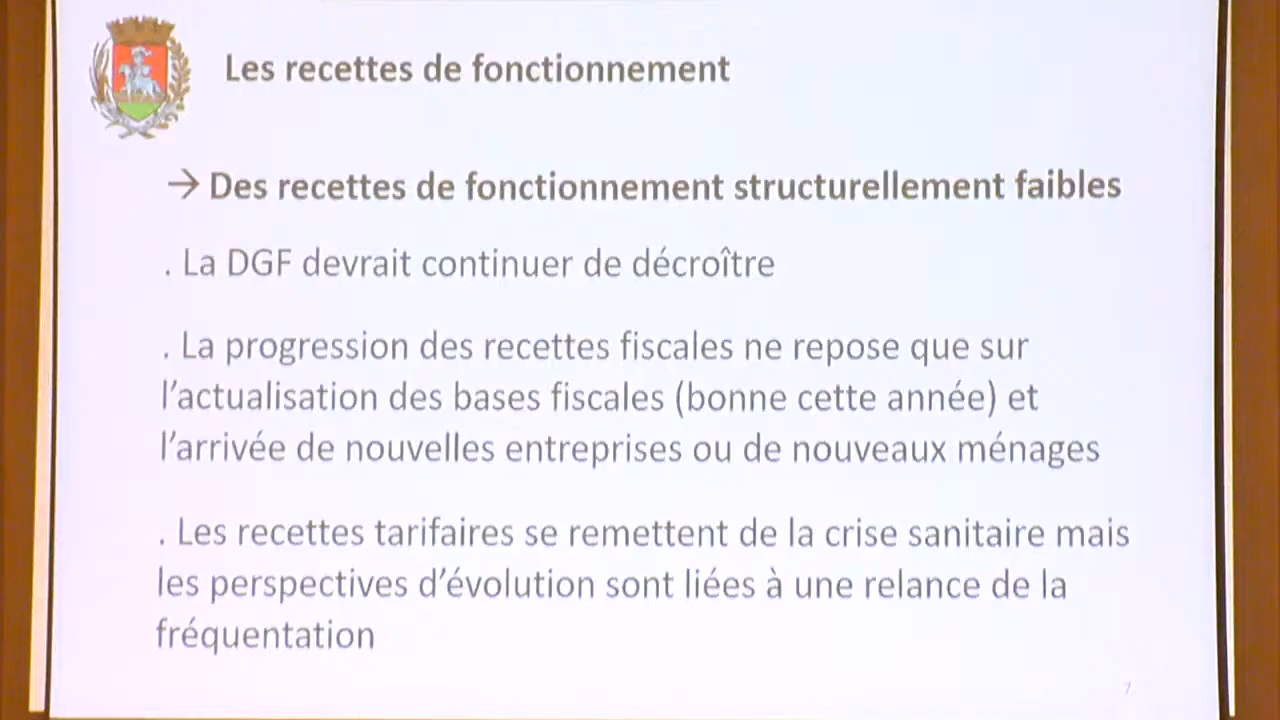 Les recettes de fonctionnement
→ Des recettes de fonctionnement structurellement faibles
. La DGF devrait continuer de décroître
. La progression des recettes fiscales ne repose que sur
l’actualisation des bases fiscales (bonne cette année) et
l’arrivée de nouvelles entreprises ou de nouveaux ménages
. Les recettes tarifaires se remettent de la crise sanitaire mais
les perspectives d’évolution sont liées à une relance de la
fréquentation
7